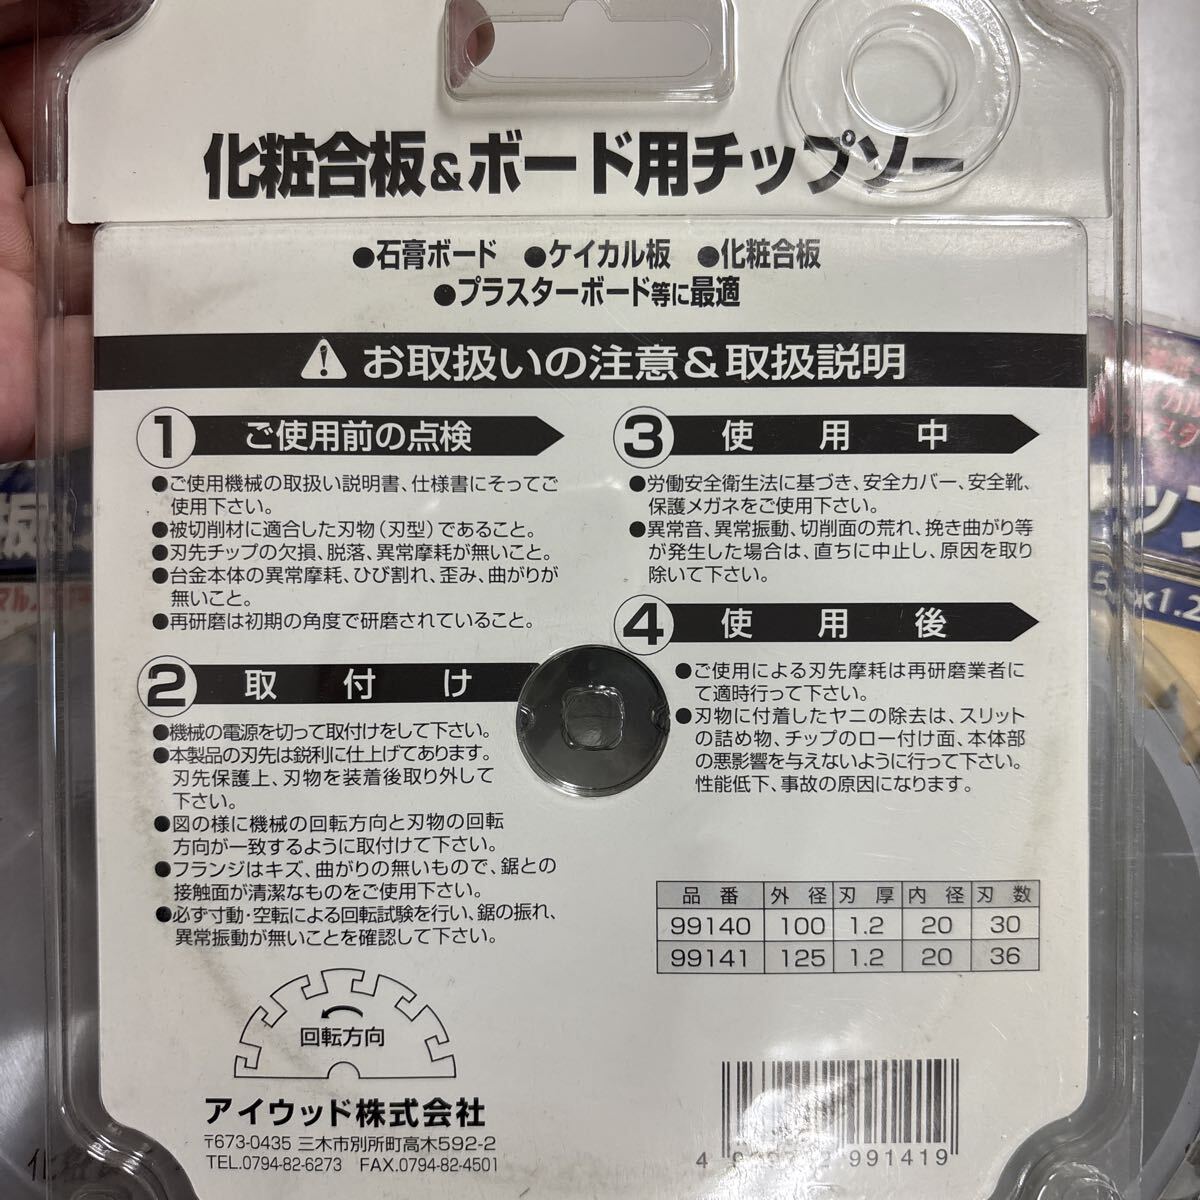 化粧合板&ボード用チップソー
●石膏ボード ●ケイカル板 ●化粧合板
●プラスターボード等に最適
お取扱いの注意&取扱説明
1 ご使用前の点検
●ご使用機械の取扱い説明書、仕様書にそってご
使用下さい。
●被切削材に適合した刃物(刃型)であること。
●刃先チップの欠損、脱落、異常摩耗が無いこと。
●台金本体の異常摩耗、ひび割れ、歪み、曲がりが
無いこと。
●再研磨は初期の角度で研磨されていること。
2 取付け
●機械の電源を切って取付けをして下さい。
●本製品の刃先は鋭利に仕上げてあります。
刃先保護上、刃物を装着後取り外して
下さい。
●図の様に機械の回転方向と刃物の回転
方向が一致するように取付けて下さい。
●フランジはキズ、曲がりの無いもので、鋸との
接触面が清潔なものをご使用下さい。
●必ず寸動・空転による回転試験を行い、鋸の振れ、
異常振動が無いことを確認して下さい。
回転方向
3 使用中
●労働安全衛生法に基づき、安全カバー、安全靴、
保護メガネをご使用下さい。
●異常音、異常振動、切削面の荒れ、挽き曲がり等
が発生した場合は、直ちに中止し、原因を取り
除いて下さい。
4 使用後
●ご使用による刃先摩耗は再研磨業者に
て適時行って下さい。
●刃物に付着したヤニの除去は、スリット
の詰め物、チップのロー付け面、本体部
の悪影響を与えないように行って下さい。
性能低下、事故の原因になります。
品番 外径 刃厚 内径 刃数
99140 100 1.2 20 30
99141 125 1.2 20 36
アイウッド株式会社
〒673-0435 三木市別所町高木592-2
TEL.0794-82-6273 FAX.0794-82-4501
991419